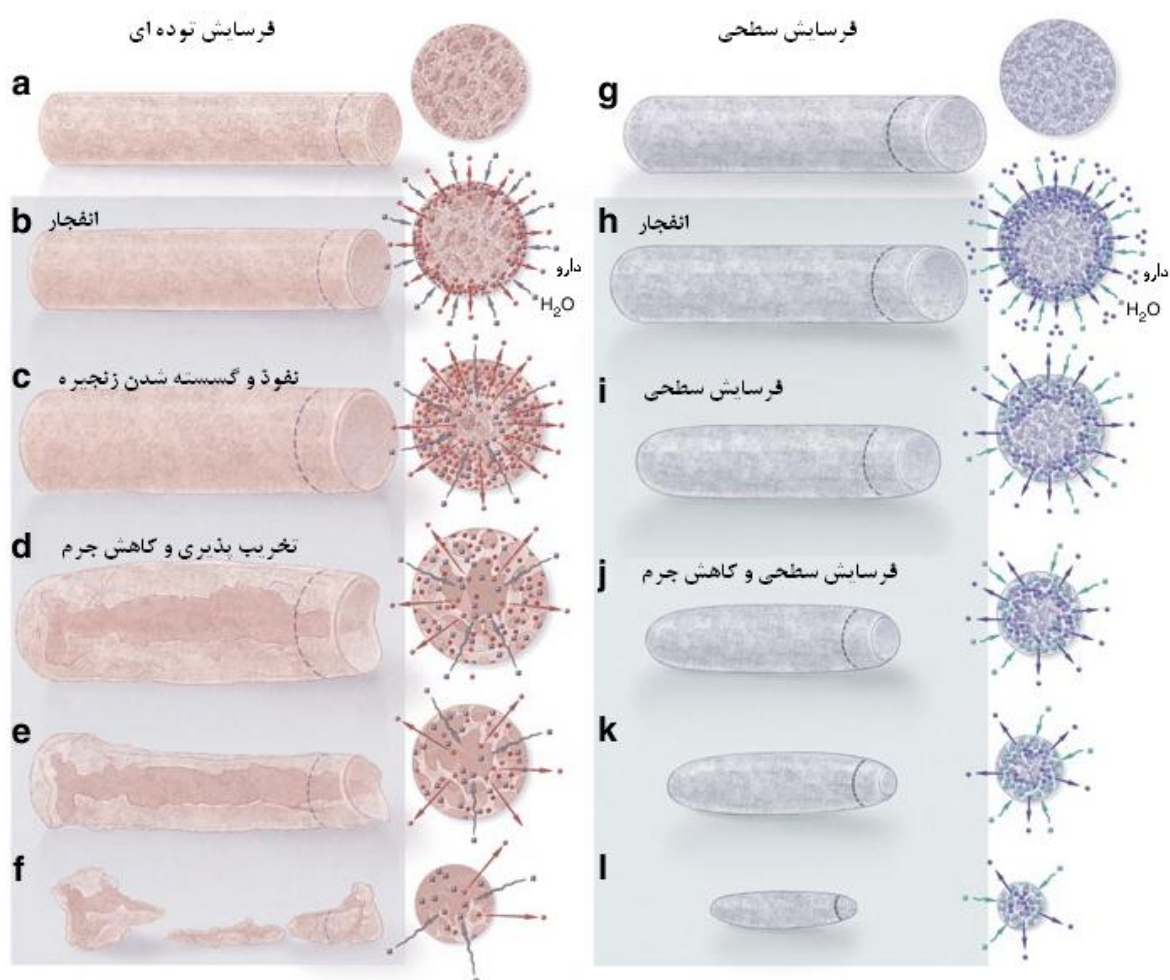 فرسایش توده ای
a
b انفجار
دارو
H₂O
c نفوذ و گسسته شدن زنجیره
d تخریب پذیری و کاهش جرم
e
f
فرسایش سطحی
g
h انفجار
دارو
H₂O
i فرسایش سطحی
j فرسایش سطحی و کاهش جرم
k
l